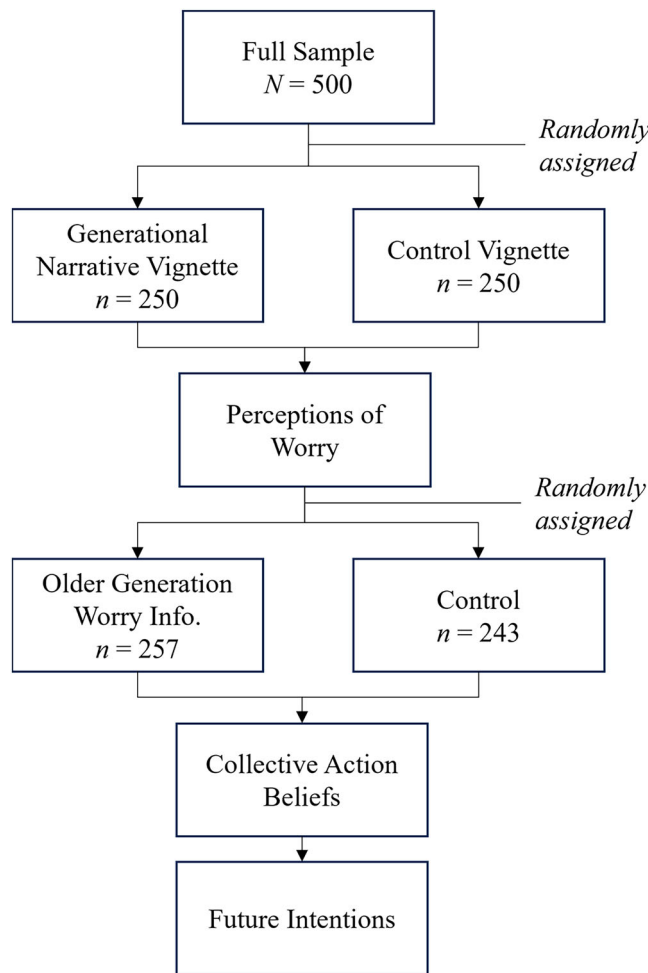 Full Sample
N = 500
Randomly
assigned
Generational
Narrative Vignette
n = 250
Control Vignette
n = 250
Perceptions of
Worry
Randomly
assigned
Older Generation
Worry Info.
n = 257
Control
n = 243
Collective Action
Beliefs
Future Intentions